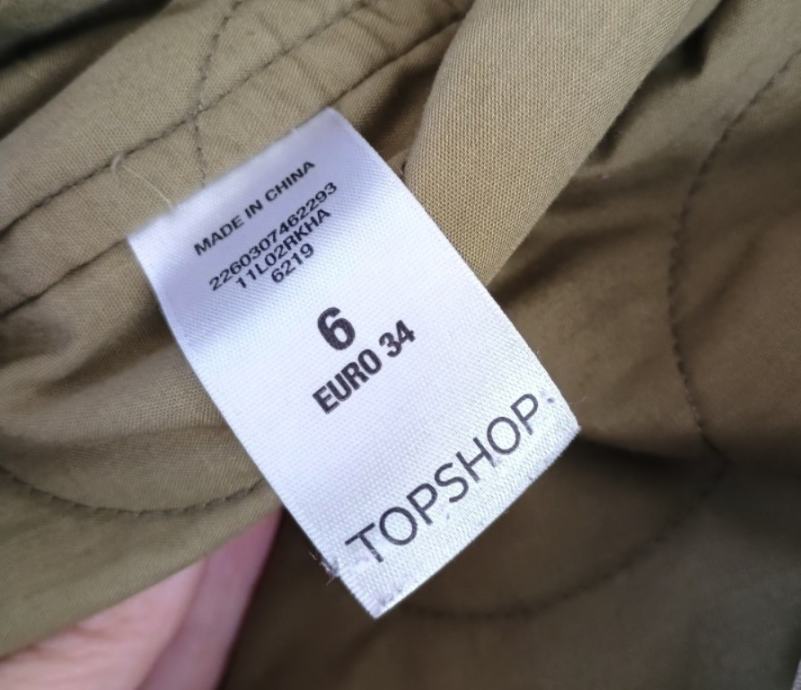 MADE IN CHINA
2260307462293
11L02RKHA
6219
6
EURO 34
TOPSHOP